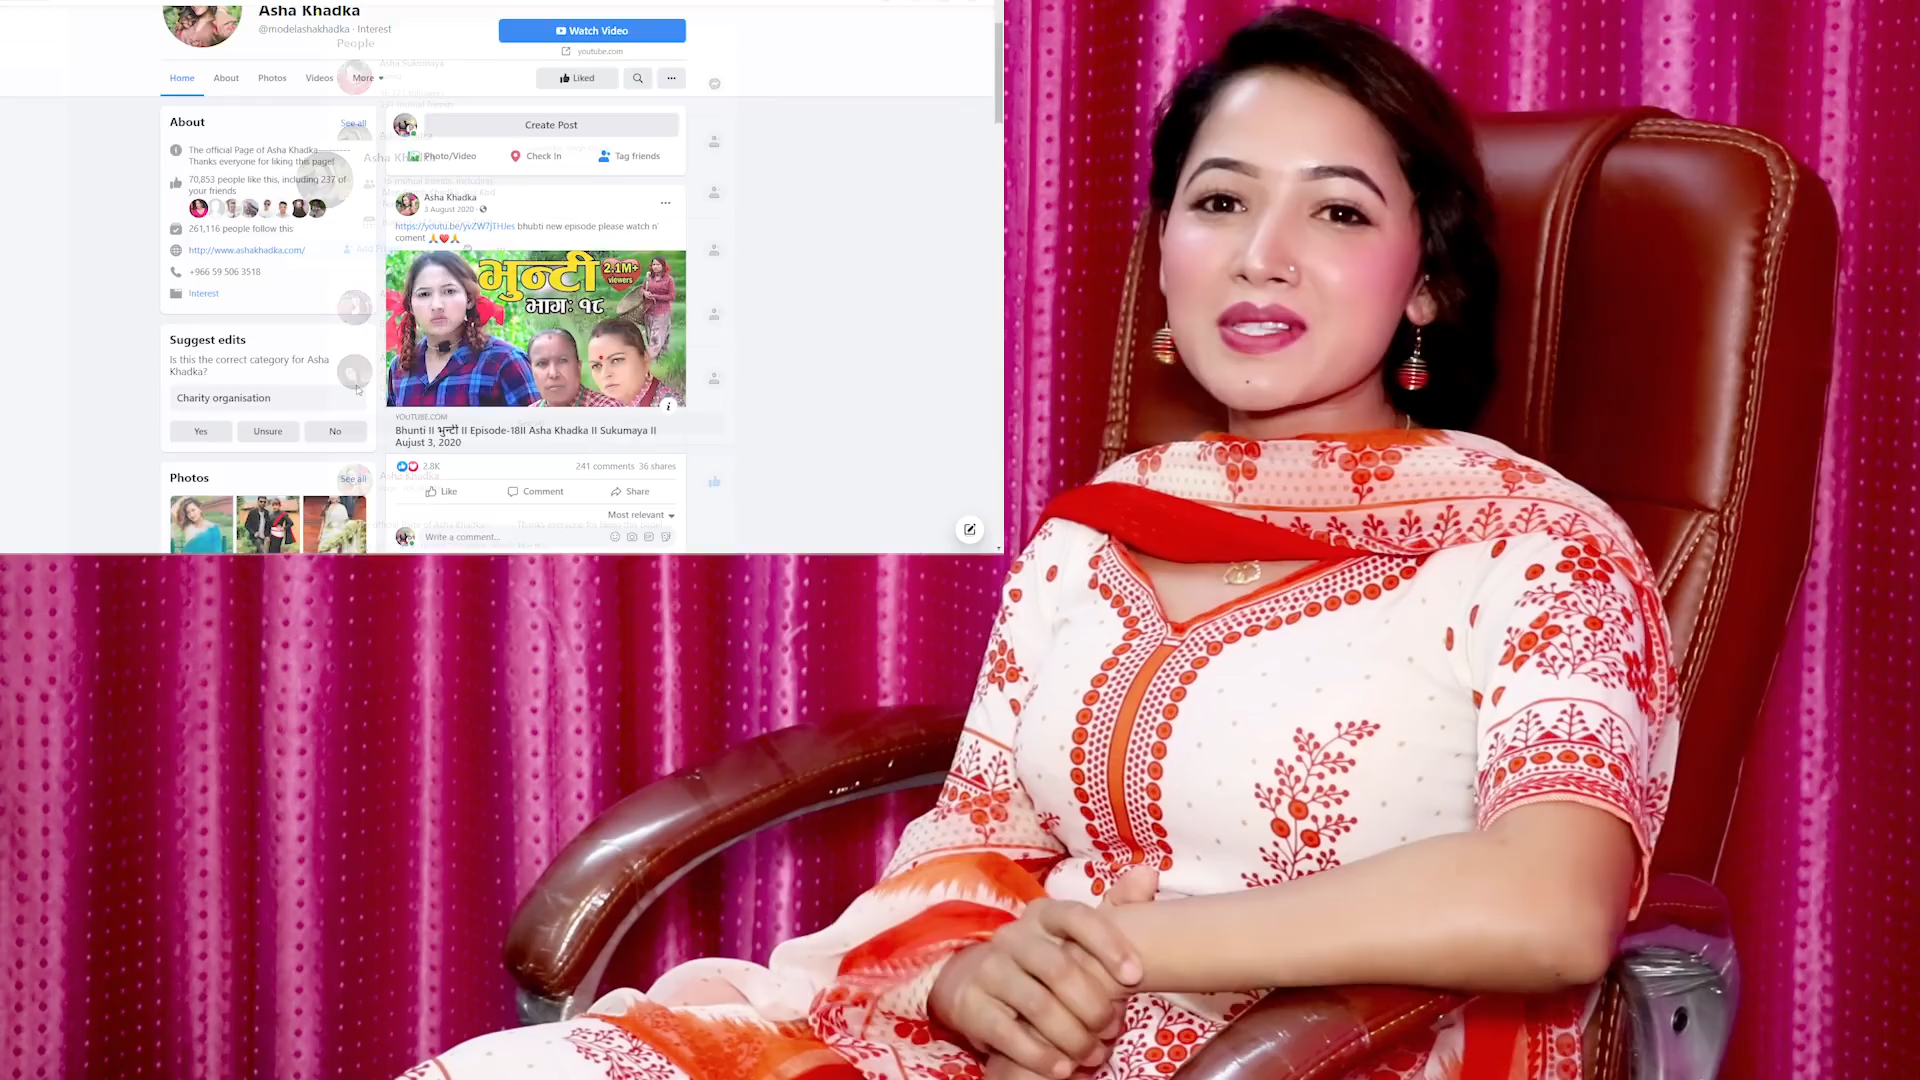 Asha Khadka
@modelashakhadka · Interest
Watch Video
youtube.com
People
Home
About
Photos
Videos
More
Liked
About
See all
The official Page of Asha Khadka----------
Thanks everyone for liking this page!
70,853 people like this, including 237 of
your friends
261,116 people follow this
http://www.ashakhadka.com/
+966 59 506 3518
Interest
Suggest edits
Is this the correct category for Asha
Khadka?
Charity organisation
Yes
Unsure
No
Photos
See all
Create Post
Photo/Video
Check In
Tag friends
Asha Khadka
3 August 2020
https://youtu.be/yvZW7jTHJes bhubti new episode please watch n'
coment 🙏❤️🙏
भुन्टी
2.1M+
viewers
भागः १८
YOUTUBE.COM
Bhunti II भुन्टी II Episode-18II Asha Khadka II Sukumaya II
Aujust 3, 2020
2.8K
241 comments 36 shares
Like
Comment
Share
Most relevant
Write a comment...